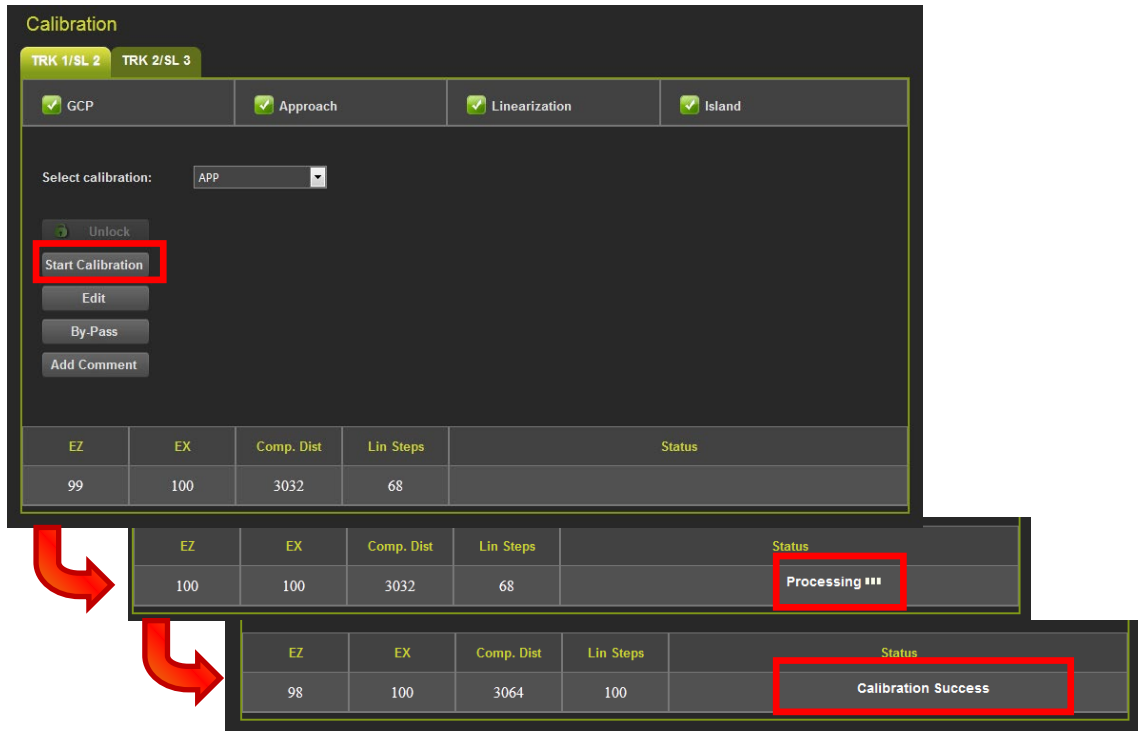 Calibration
TRK 1/SL 2 TRK 2/SL 3
GCP Approach Linearization Island
Select calibration: APP
Unlock
Start Calibration
Edit
By-Pass
Add Comment
EZ EX Comp. Dist Lin Steps Status
99 100 3032 68
EZ EX Comp. Dist Lin Steps Status
100 100 3032 68 Processing
EZ EX Comp. Dist Lin Steps Status
98 100 3064 100 Calibration Success